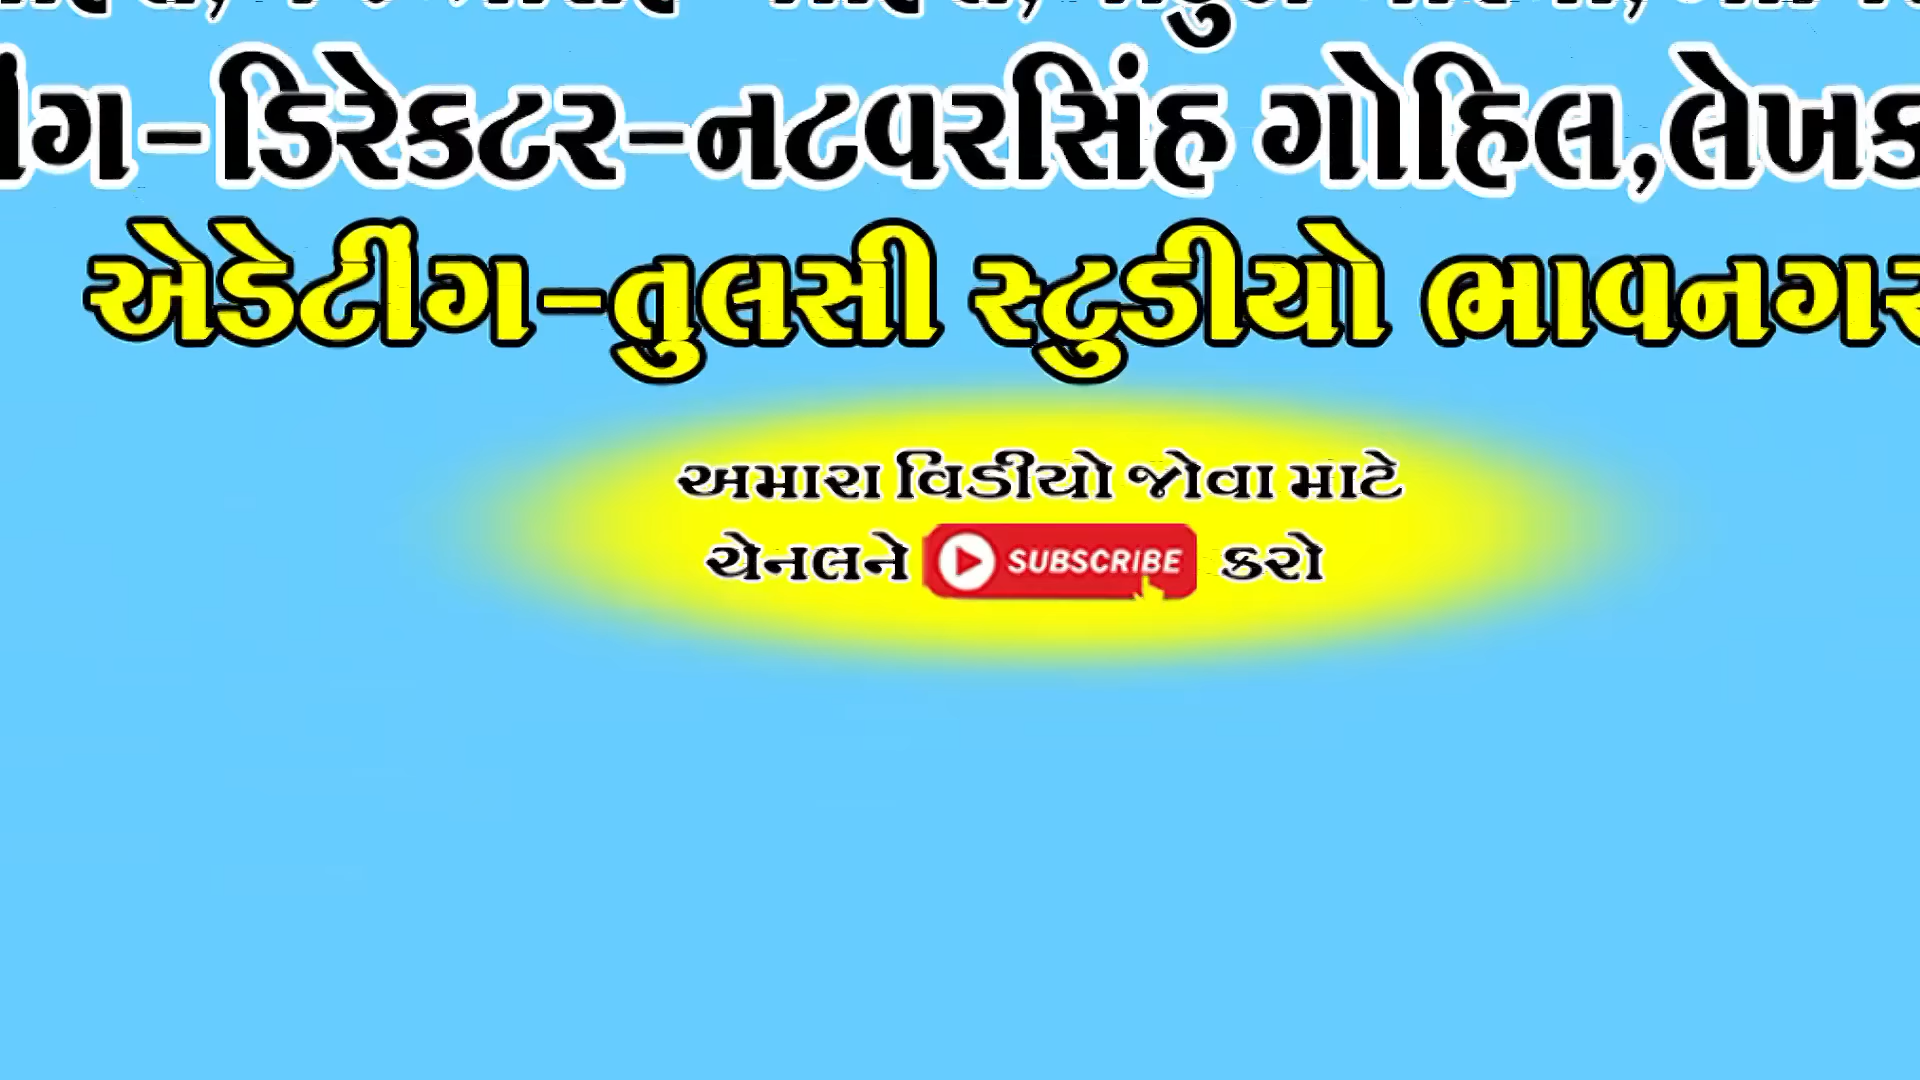 ડિરેકટર-નટવરસિંહ ગોહિલ,લેખક
એડેટીંગ-તુલસી સ્ટુડીયો ભાવનગર
અમારા વિડીયો જોવા માટે
ચેનલને SUBSCRIBE કરો